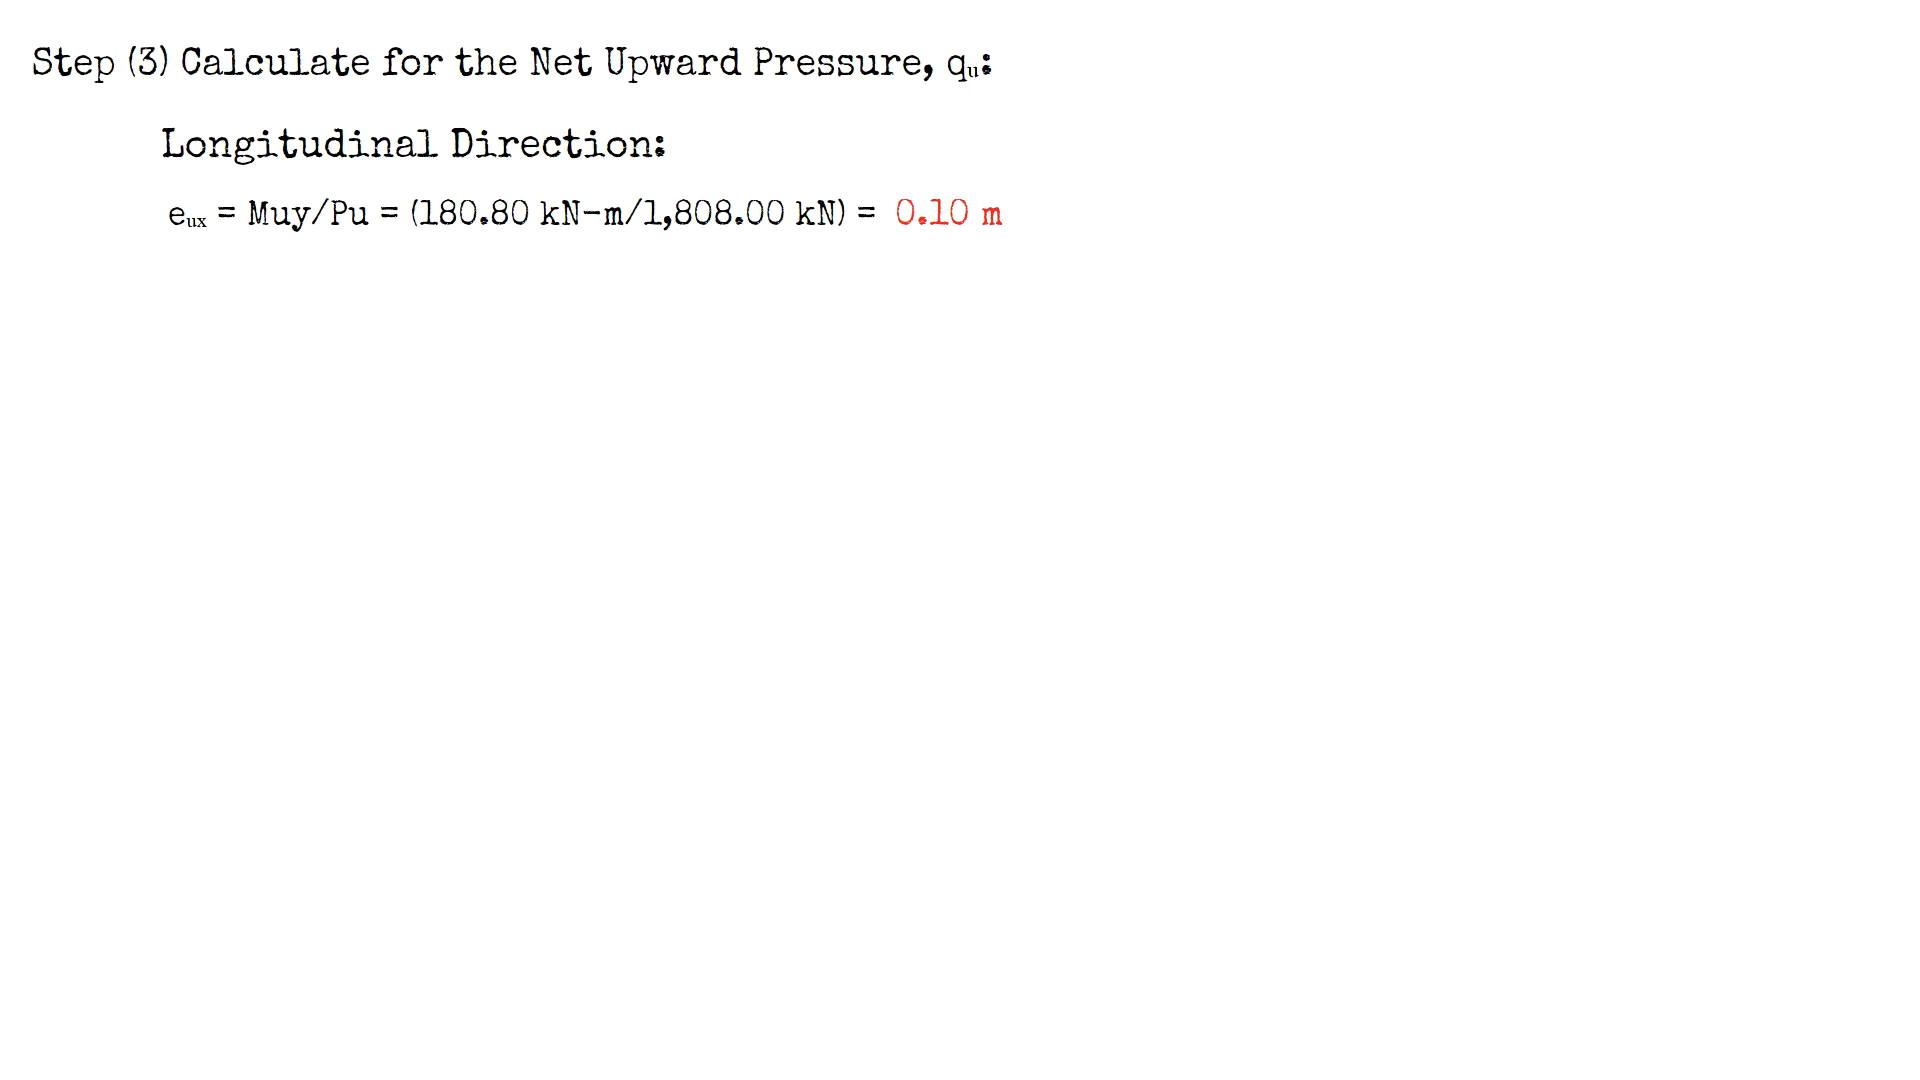 Step (3) Calculate for the Net Upward Pressure, qᵤ:
Longitudinal Direction:
eᵤₓ = Muy/Pu = (180.80 kN-m/1,808.00 kN) = 0.10 m